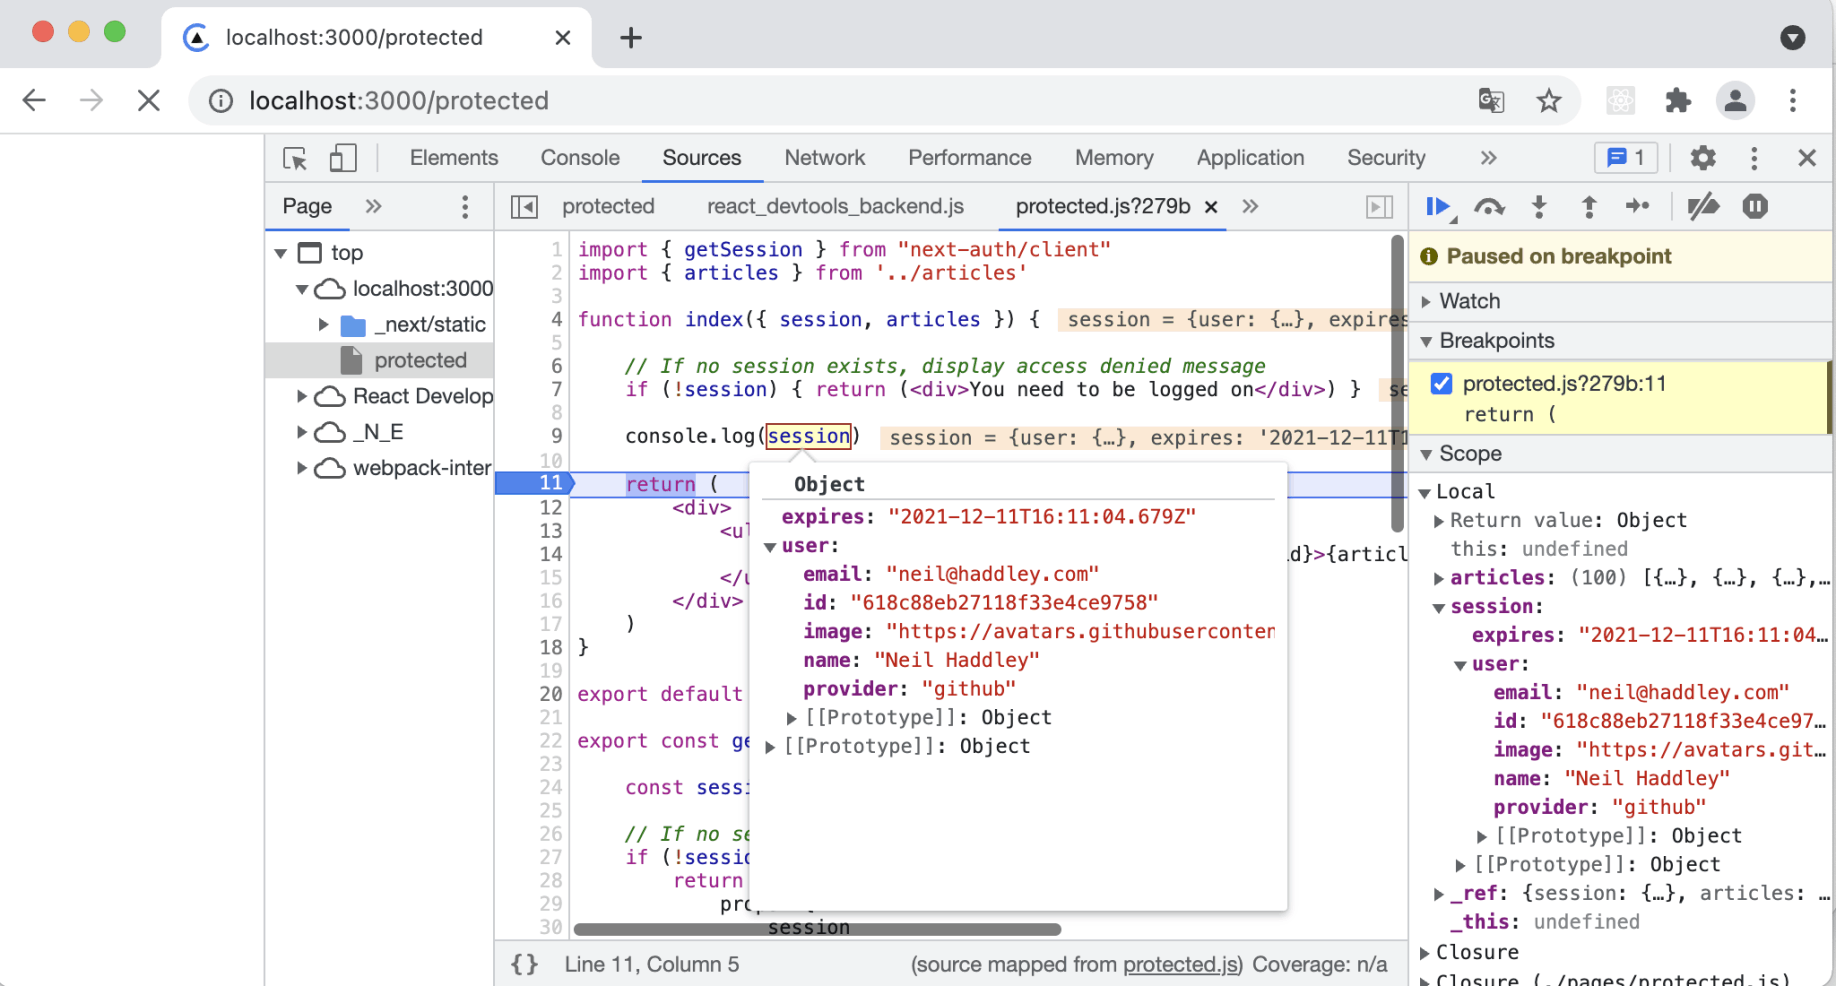 localhost:3000/protected
localhost:3000/protected
Elements Console Sources Network Performance Memory Application Security » 1
Page »
protected react_devtools_backend.js protected.js?279b »
top
localhost:3000
_next/static
protected
React Develop
_N_E
webpack-inter
1 import { getSession } from "next-auth/client"
2 import { articles } from '../articles'
3
4 function index({ session, articles }) { session = {user: {…}, expires
5
6 // If no session exists, display access denied message
7 if (!session) { return (<div>You need to be logged on</div>) } se
8
9 console.log(session) session = {user: {…}, expires: '2021-12-11T1
10
11 return (
12 <div>
13 <ul
14 id}>{articl
15 </u
16 </div>
17 )
18 }
19
20 export default
21
22 export const ge
23
24 const sessi
25
26 // If no se
27 if (!sessio
28 return
29 pro
30 session
Object
expires: "2021-12-11T16:11:04.679Z"
user:
email: "neil@haddley.com"
id: "618c88eb27118f33e4ce9758"
image: "https://avatars.githubuserconten
name: "Neil Haddley"
provider: "github"
[[Prototype]]: Object
[[Prototype]]: Object
{} Line 11, Column 5 (source mapped from protected.js) Coverage: n/a
Paused on breakpoint
Watch
Breakpoints
protected.js?279b:11
return (
Scope
Local
Return value: Object
this: undefined
articles: (100) [{…}, {…}, {…},…
session:
expires: "2021-12-11T16:11:04…
user:
email: "neil@haddley.com"
id: "618c88eb27118f33e4ce97…
image: "https://avatars.git…
name: "Neil Haddley"
provider: "github"
[[Prototype]]: Object
[[Prototype]]: Object
_ref: {session: {…}, articles: …
_this: undefined
Closure
Closure (./pages/protected.js)